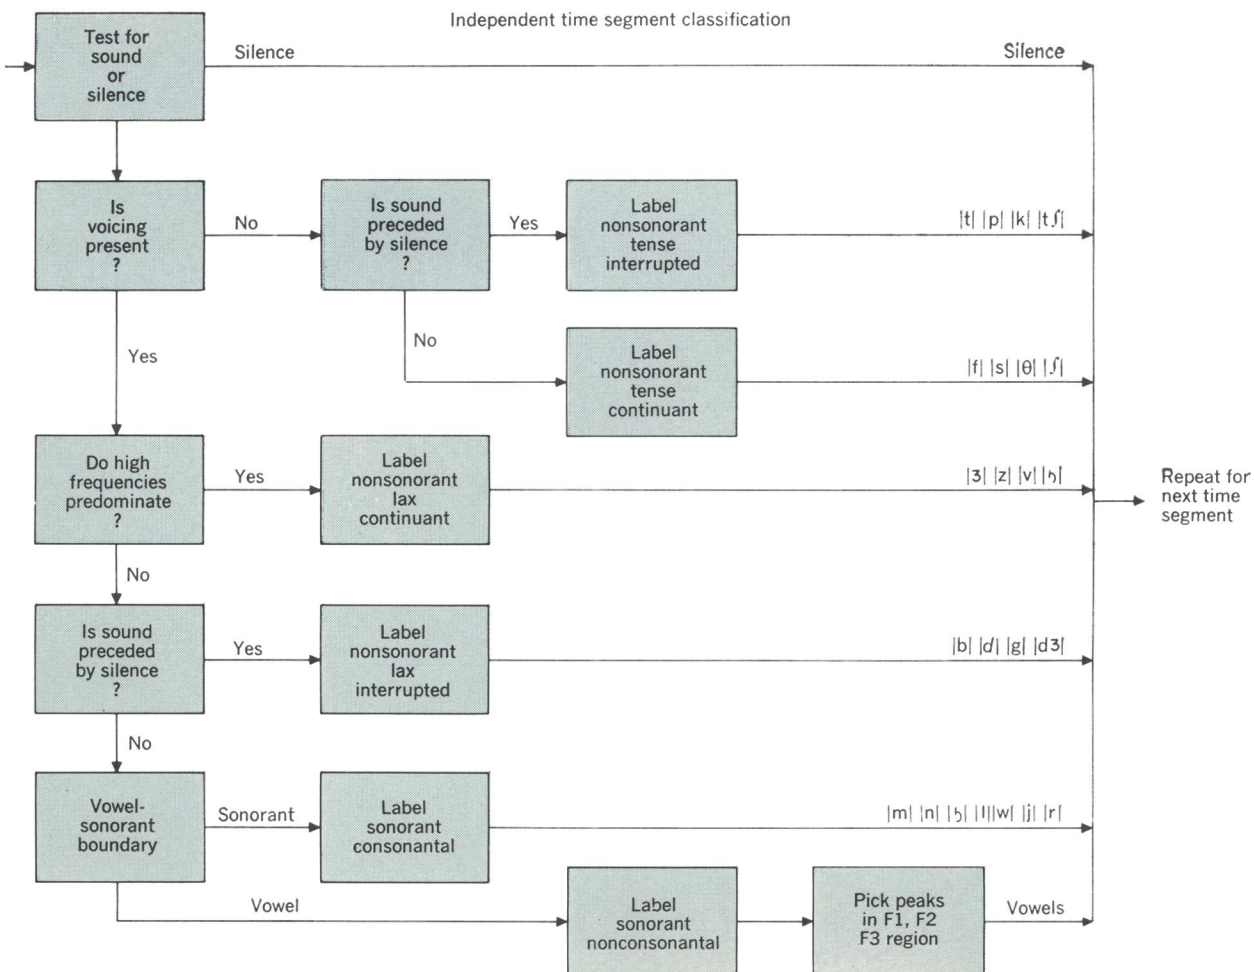 Independent time segment classification
Test for
sound
or
silence
Silence
Silence
Is
voicing
present
?
No
Is sound
preceded
by silence
?
Yes
Label
nonsonorant
tense
interrupted
|t| |p| |k| |tʃ|
No
Label
nonsonorant
tense
continuant
|f| |s| |θ| |ʃ|
Yes
Do high
frequencies
predominate
?
Yes
Label
nonsonorant
lax
continuant
|ʒ| |z| |v|
Repeat for
next time
segment
No
Is sound
preceded
by silence
?
Yes
Label
nonsonorant
lax
interrupted
|b| |d| |g| |dʒ|
No
Vowel-
sonorant
boundary
Sonorant
Label
sonorant
consonantal
|m| |n| |l| |w| |j| |r|
Vowel
Label
sonorant
nonconsonantal
Pick peaks
in F1, F2
F3 region
Vowels